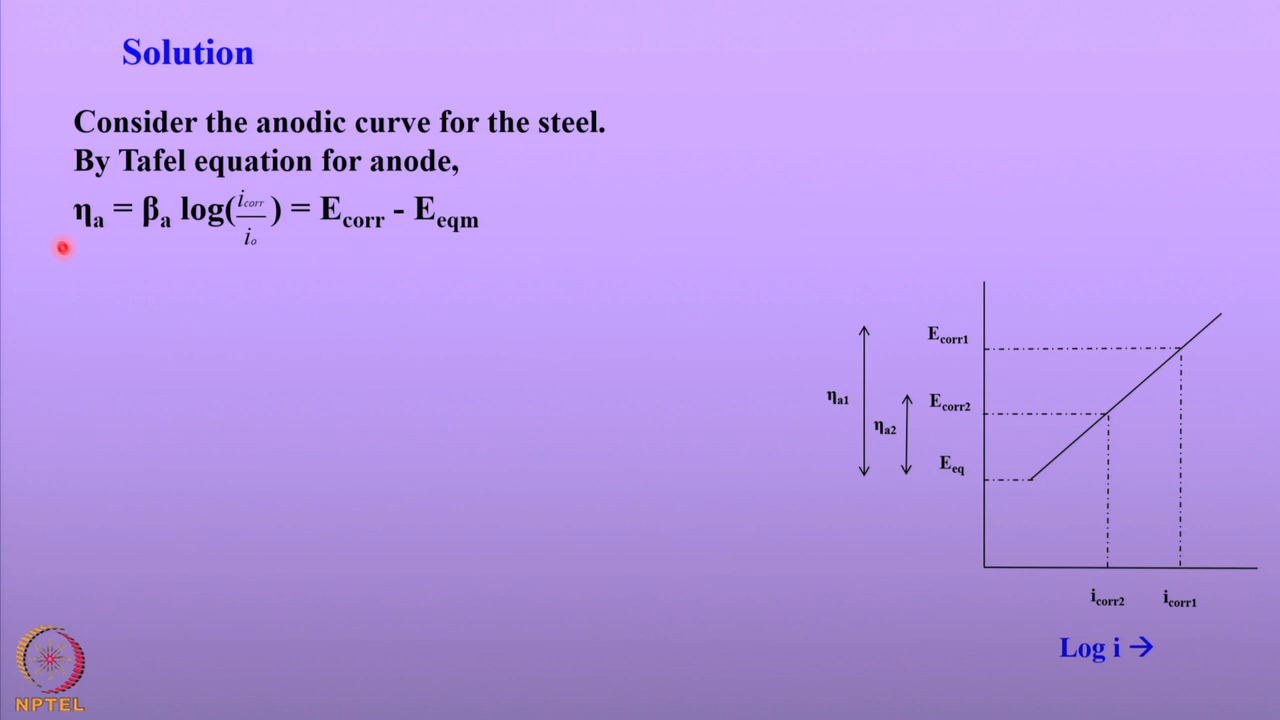 Solution
Consider the anodic curve for the steel.
By Tafel equation for anode,
ηa = βa log(icorr/io) = Ecorr - Eeqm
Ecorr1
ηa1
Ecorr2
ηa2
Eeq
icorr2 icorr1
Log i →
NPTEL